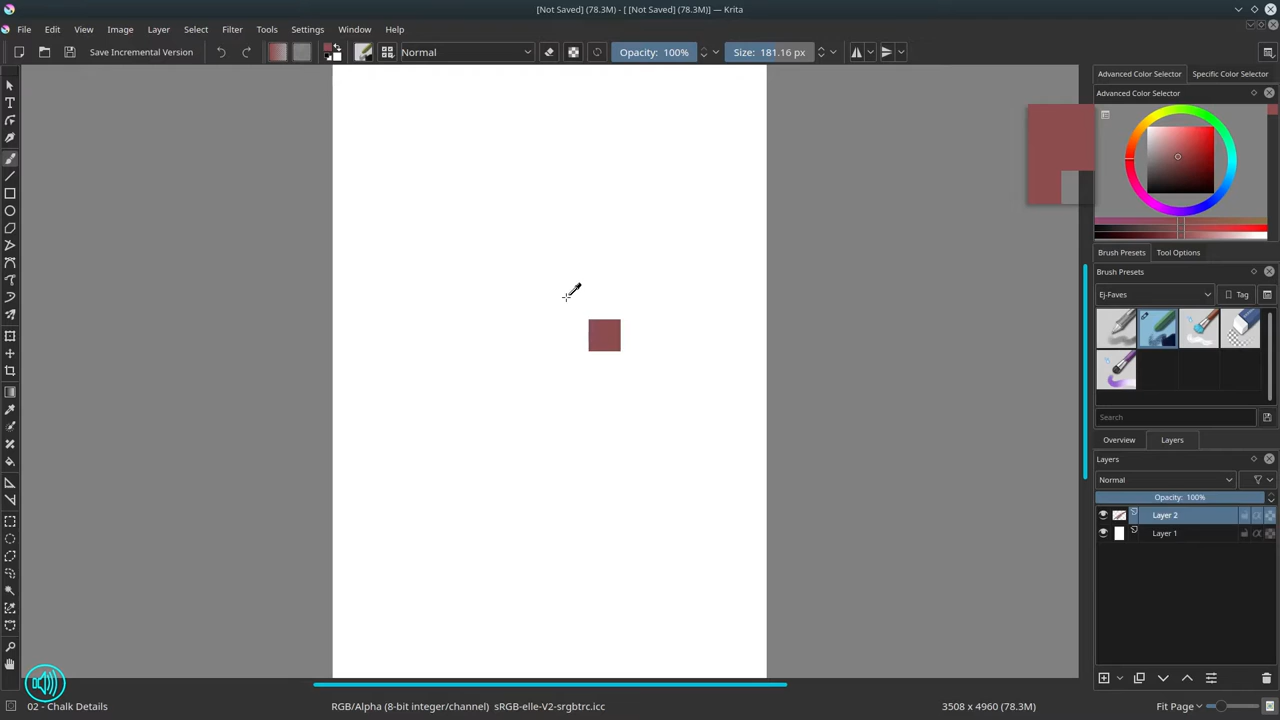 [Not Saved] (78.3M) - [ [Not Saved] (78.3M)] — Krita
File Edit View Image Layer Select Filter Tools Settings Window Help
Save Incremental Version Normal Opacity: 100% Size: 181.16 px
Advanced Color Selector Specific Color Selector
Advanced Color Selector
Brush Presets Tool Options
Brush Presets
Ej-Faves Tag
Search
Overview Layers
Layers
Normal
Opacity: 100%
Layer 2
Layer 1
02 - Chalk Details RGB/Alpha (8-bit integer/channel) sRGB-elle-V2-srgbtrc.icc 3508 x 4960 (78.3M) Fit Page